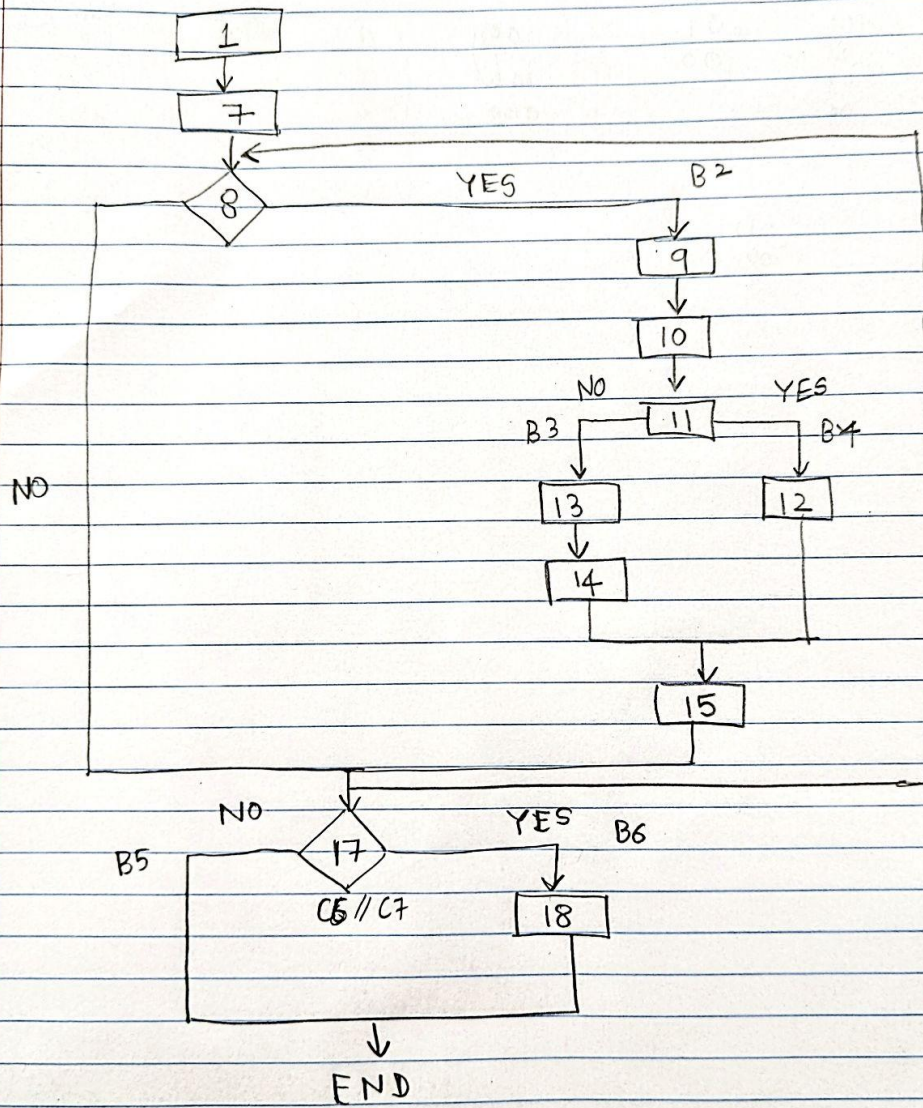 1
7
8
YES
B2
9
10
NO
YES
11
B3
B4
NO
13
12
14
15
NO
YES
B6
B5
17
C6 // C7
18
END